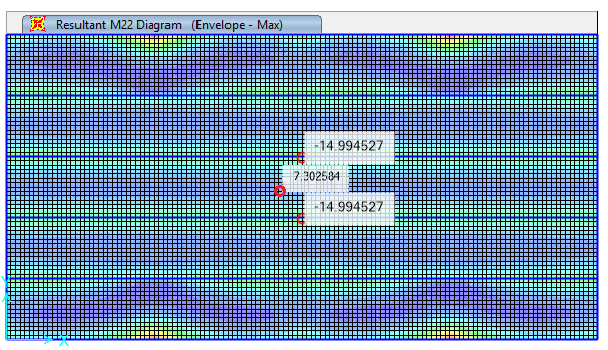 Resultant M22 Diagram (Envelope - Max)
-14.994527
7.302584
-14.994527
Y
X